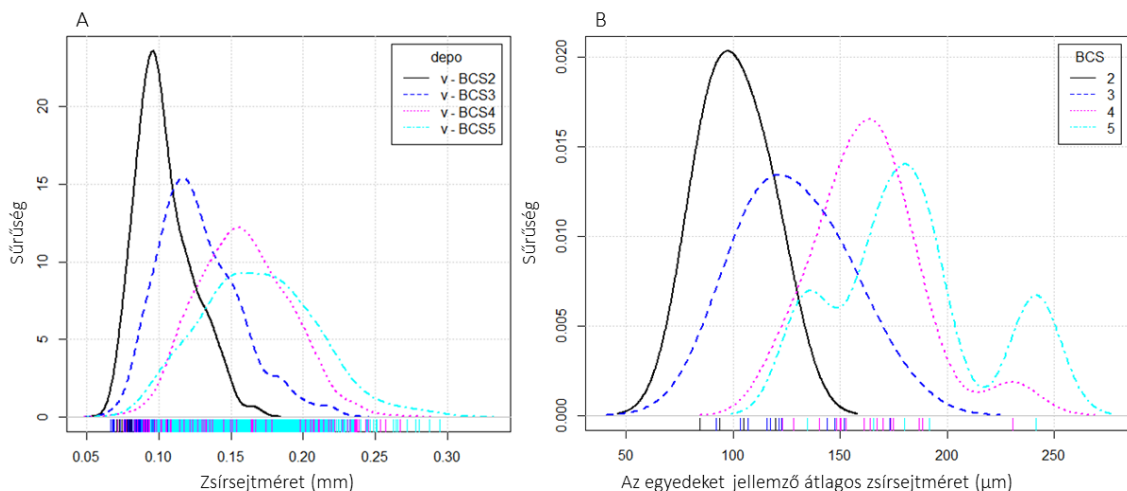 A
depo
v - BCS2
v - BCS3
v - BCS4
v - BCS5
Sűrűség
20
15
10
5
0
0.05 0.10 0.15 0.20 0.25 0.30
Zsírsejtméret (mm)
B
BCS
2
3
4
5
Sűrűség
0.020
0.015
0.010
0.005
0.000
50 100 150 200 250
Az egyedeket jellemző átlagos zsírsejtméret (µm)